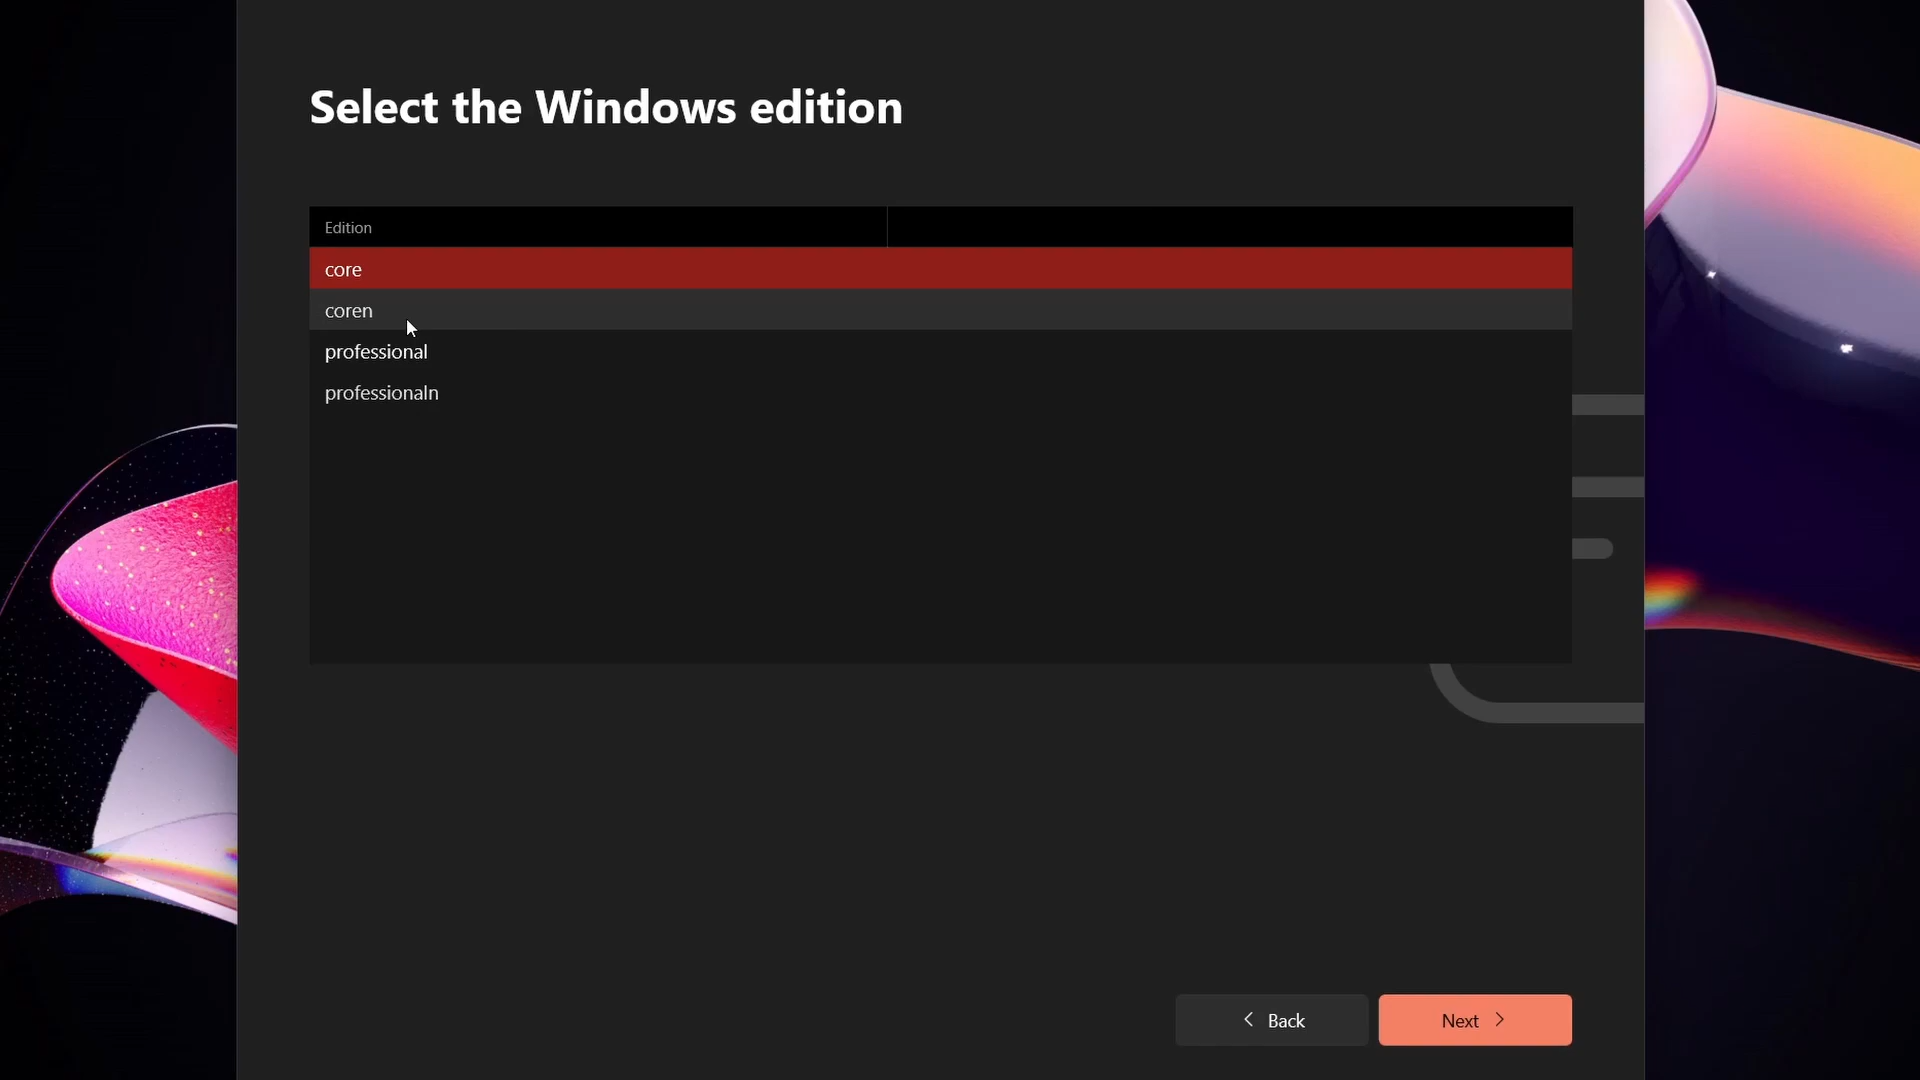 Select the Windows edition
Edition
core
coren
professional
professionaln
Back
Next